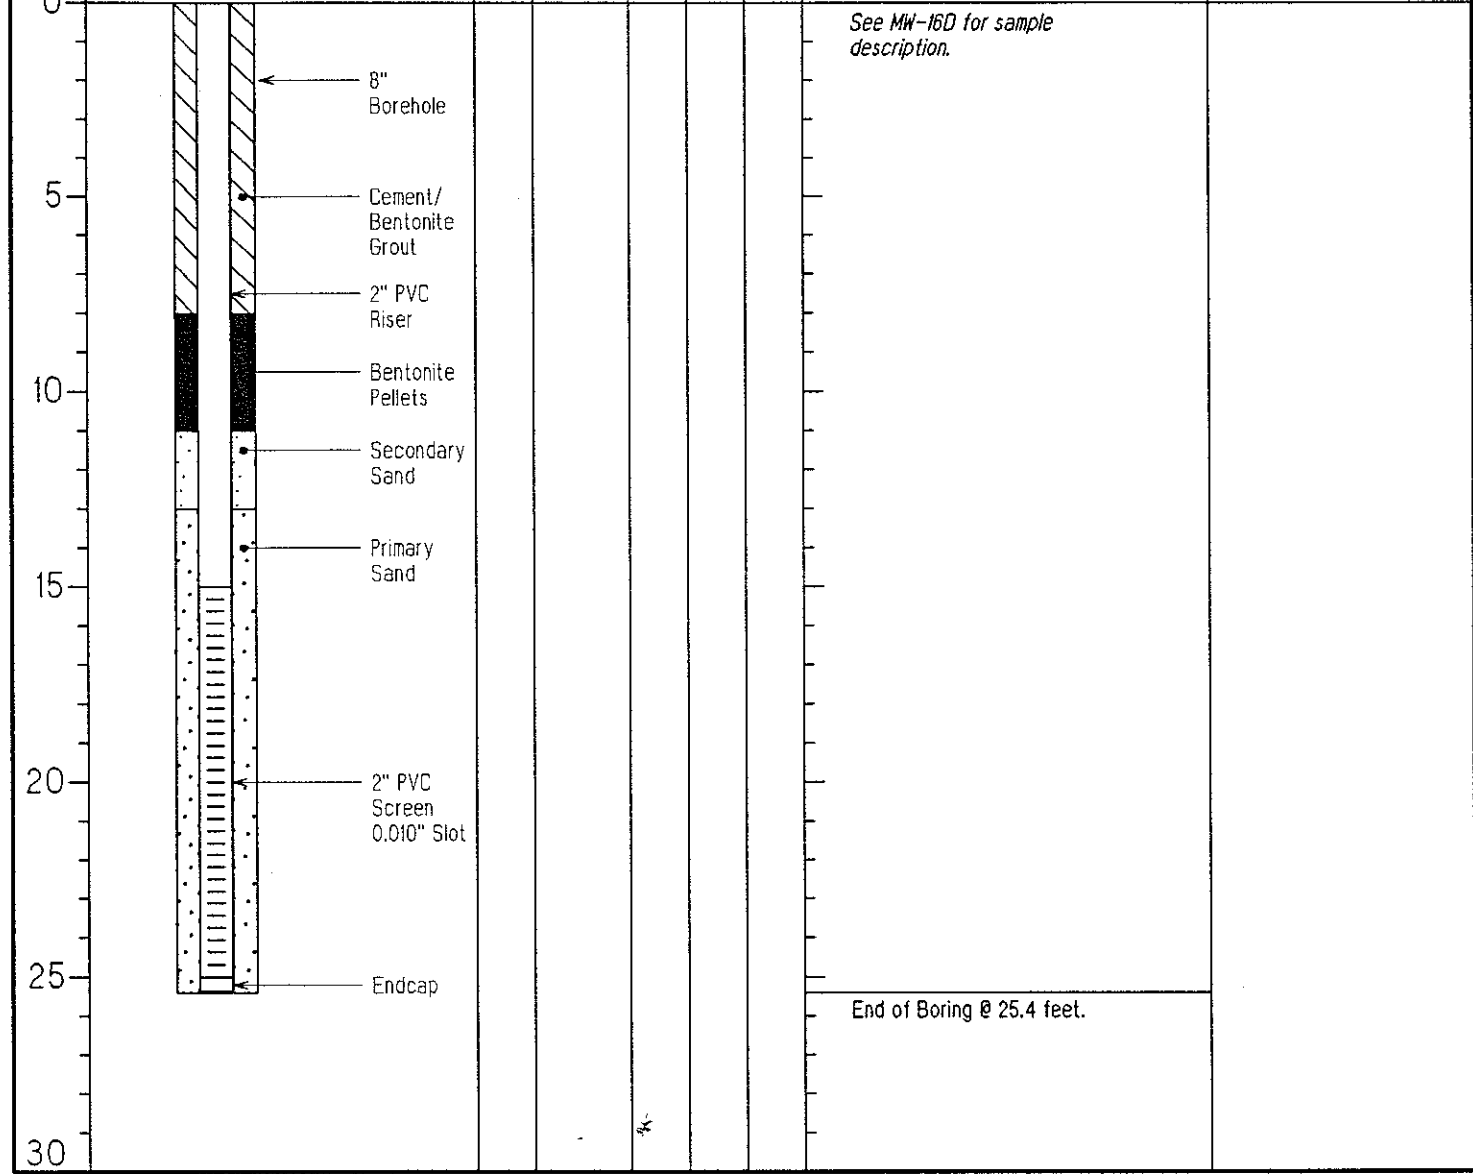 0
See MW-16D for sample
description.
8"
Borehole
5
Cement/
Bentonite
Grout
2" PVC
Riser
Bentonite
Pellets
10
Secondary
Sand
Primary
Sand
15
20
2" PVC
Screen
0.010" Slot
25
Endcap
End of Boring @ 25.4 feet.
30